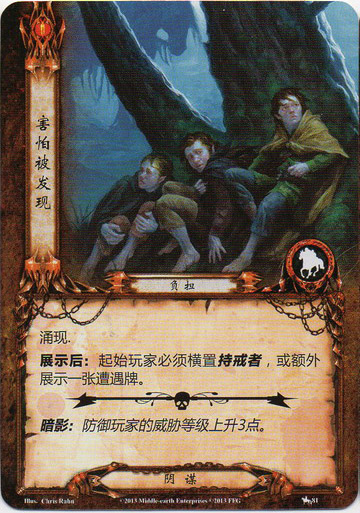 害怕被发现
负担
涌现.
展示后：起始玩家必须横置持戒者，或额外
展示一张遭遇牌。
暗影：防御玩家的威胁等级上升3点。
阴谋
Illus. Chris Rahn
©2013 Middle-earth Enterprises ©2013 FFG
81